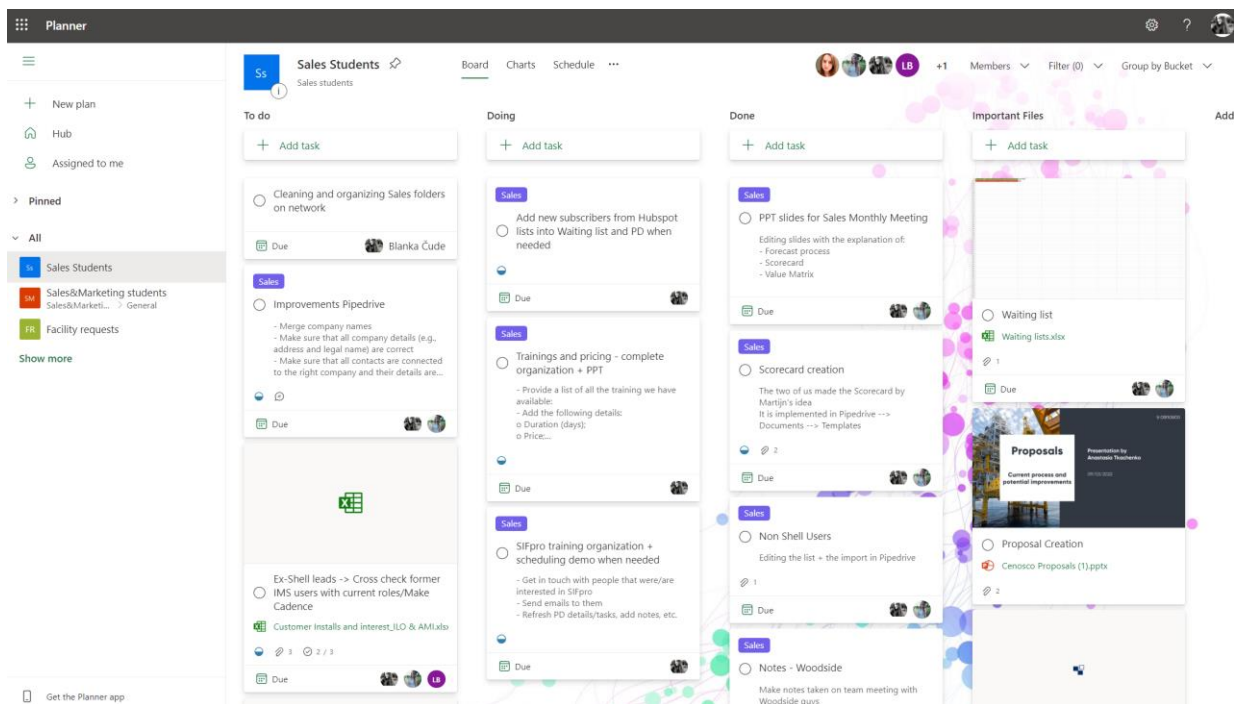 Planner
Ss
Sales Students
Sales students
Board Charts Schedule
LB
+1
Members
Filter (0)
Group by Bucket
New plan
Hub
Assigned to me
Pinned
All
Ss Sales Students
SM Sales&Marketing students
Sales&Marketi... > General
FR Facility requests
Show more
Get the Planner app
To do
+ Add task
Cleaning and organizing Sales folders
on network
Due
Blanka Čude
Sales
Improvements Pipedrive
- Merge company names
- Make sure that all company details (e.g.,
address and legal name) are correct
- Make sure that all contacts are connected
to the right company and their details are...
Due
Ex-Shell leads -> Cross check former
IMS users with current roles/Make
Cadence
Customer Installs and interest_ILO & AMI.xlsx
3 2 / 3
Due
LB
Doing
+ Add task
Sales
Add new subscribers from Hubspot
lists into Waiting list and PD when
needed
Due
Sales
Trainings and pricing - complete
organization + PPT
- Provide a list of all the training we have
available:
- Add the following details:
o Duration (days);
o Price;...
Due
Sales
SIFpro training organization +
scheduling demo when needed
- Get in touch with people that were/are
interested in SIFpro
- Send emails to them
- Refresh PD details/tasks, add notes, etc.
Due
Done
+ Add task
Sales
PPT slides for Sales Monthly Meeting
Editing slides with the explanation of:
- Forecast process
- Scorecard
- Value Matrix
Due
Sales
Scorecard creation
The two of us made the Scorecard by
Martijn's idea
It is implemented in Pipedrive -->
Documents --> Templates
2
Due
Sales
Non Shell Users
Editing the list + the import in Pipedrive
1
Due
Sales
Notes - Woodside
Make notes taken on team meeting with
Woodside guys
Important Files
+ Add task
Waiting list
Waiting lists.xlsx
1
Due
Proposals
Current process and
potential improvements
Presentation by
Anastasia Tkachenko
Proposal Creation
Cenosco Proposals (1).pptx
2
Add